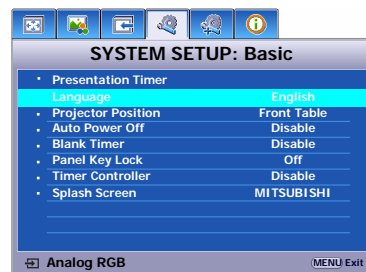 SYSTEM SETUP: Basic
Presentation Timer
Language English
Projector Position Front Table
Auto Power Off Disable
Blank Timer Disable
Panel Key Lock Off
Timer Controller Disable
Splash Screen MITSUBISHI
Analog RGB MENU Exit